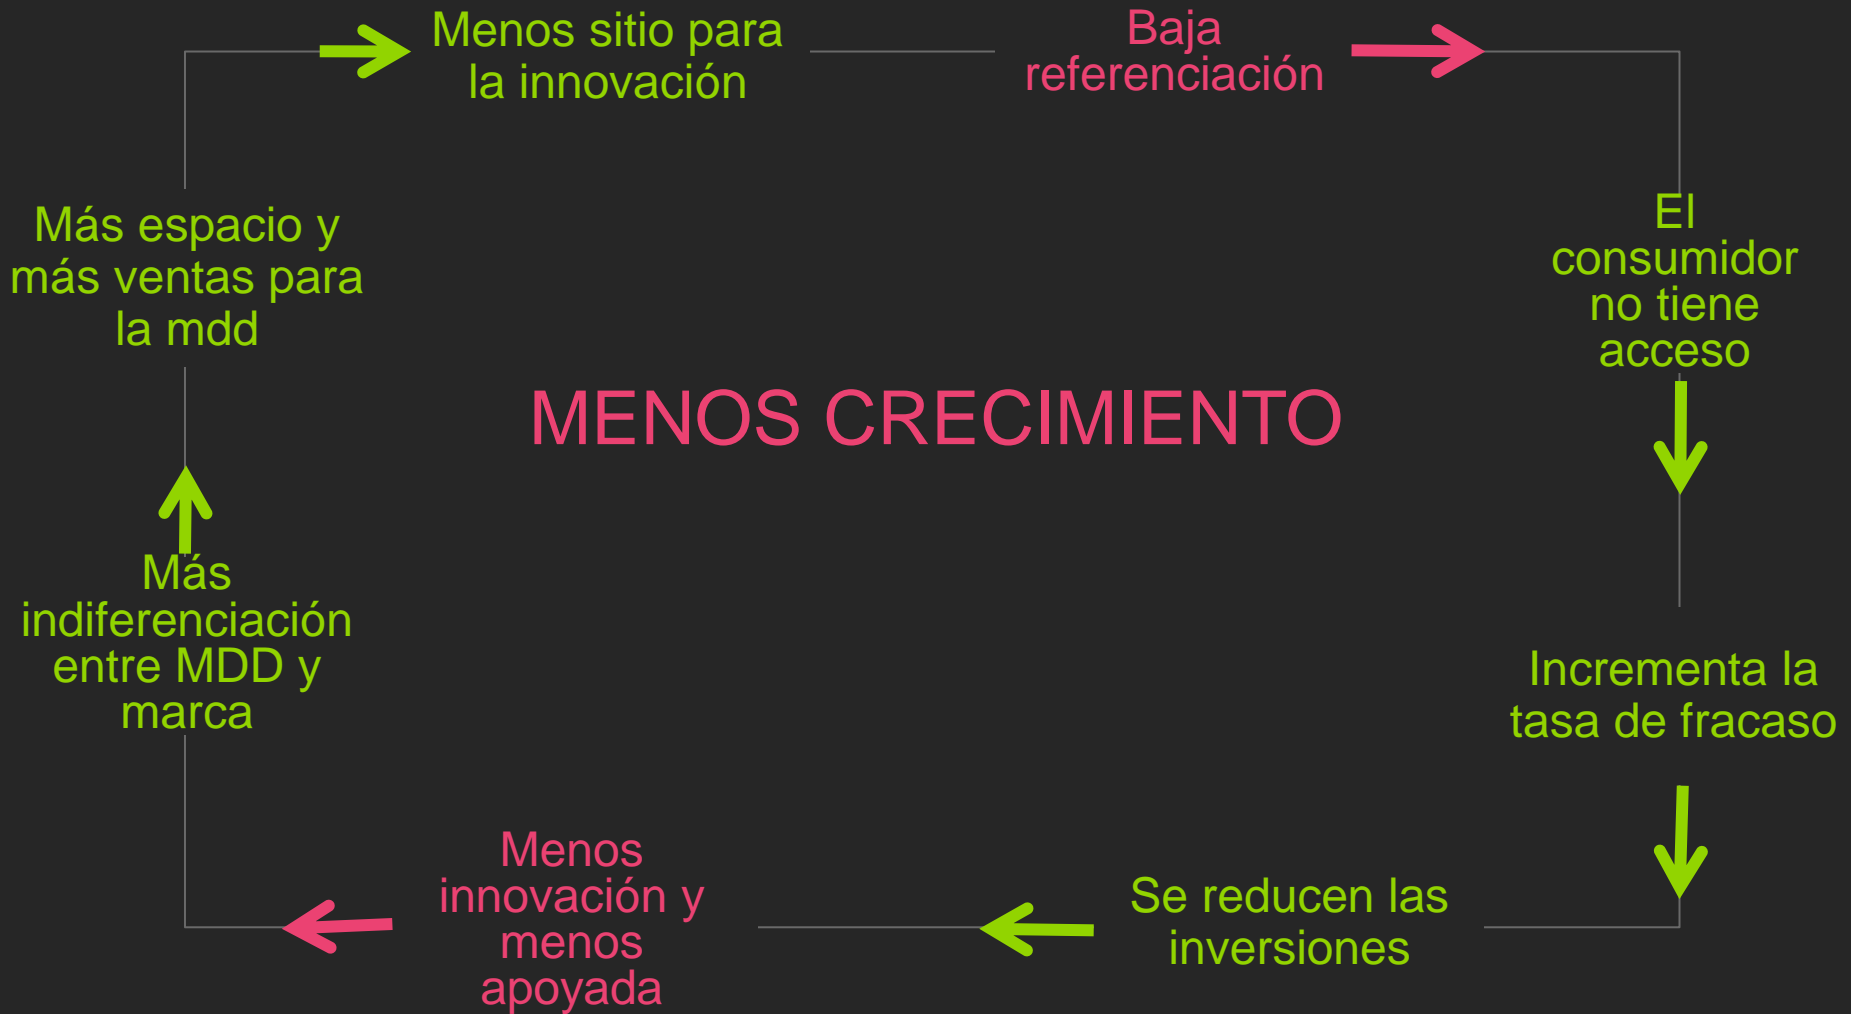 Menos sitio para
la innovación
Baja
referenciación
El
consumidor
no tiene
acceso
Incrementa la
tasa de fracaso
Se reducen las
inversiones
Menos
innovación y
menos
apoyada
Más
indiferenciación
entre MDD y
marca
Más espacio y
más ventas para
la mdd
MENOS CRECIMIENTO